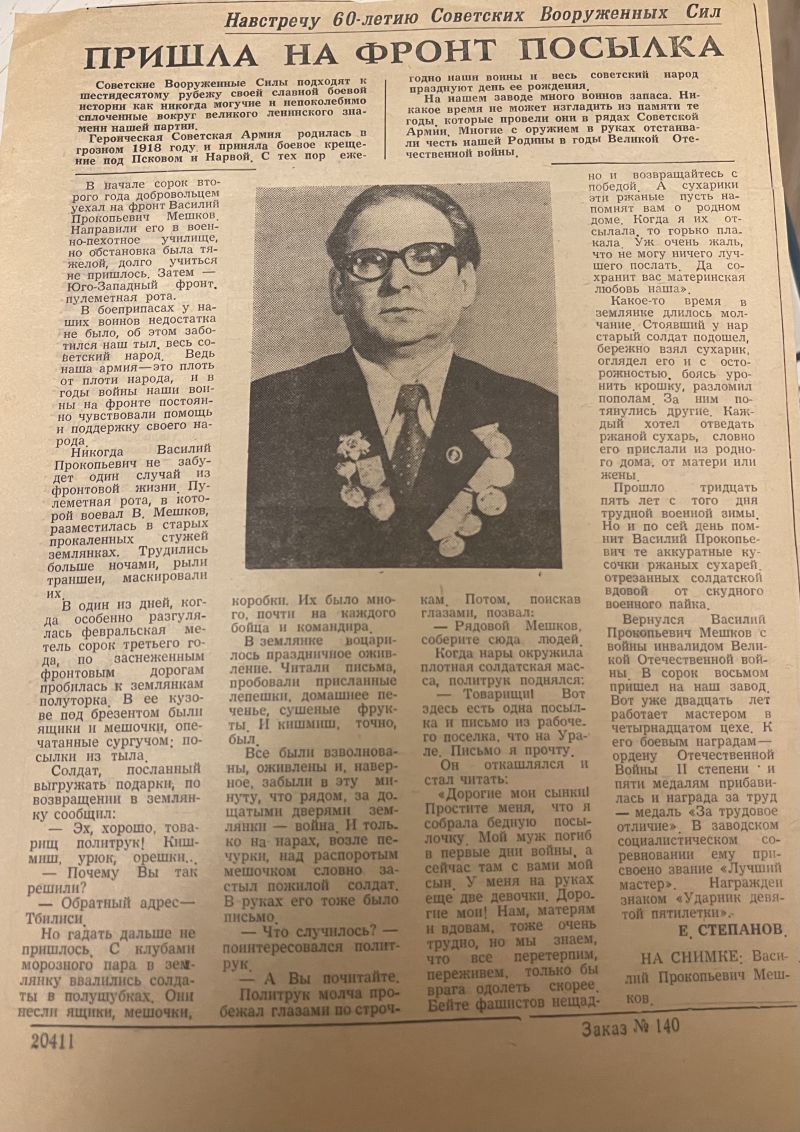 Навстречу 60-летию Советских Вооруженных Сил
ПРИШЛА НА ФРОНТ ПОСЫЛКА
Советские Вооруженные Силы подходят к
шестидесятому рубежу своей славной боевой
истории как никогда могучие и непоколебимо
сплоченные вокруг великого ленинского зна-
мени нашей партии.
Героическая Советская Армия родилась в
грозном 1918 году и приняла боевое креще-
ние под Псковом и Нарвой. С тех пор еже-
годно наши воины и весь советский народ
празднуют день ее рождения.
На нашем заводе много воинов запаса. Ни-
какое время не может изгладить из памяти те
годы, которые провели они в рядах Советской
Армии. Многие с оружием в руках отстаива-
ли честь нашей Родины в годы Великой Оте-
чественной войны.
В начале сорок вто-
рого года добровольцем
уехал на фронт Василий
Прокопьевич Мешков.
Направили его в воен-
но-пехотное училище,
но обстановка была тя-
желой, долго учиться
не пришлось. Затем —
Юго-Западный фронт,
пулеметная рота.
В боеприпасах у на-
ших воинов недостатка
не было, об этом забо-
тился наш тыл, весь со-
ветский народ. Ведь
наша армия—это плоть
от плоти народа, и в
годы войны наши вои-
ны на фронте постоян-
но чувствовали помощь
и поддержку своего на-
рода.
Никогда Василий
Прокопьевич не забу-
дет один случай из
фронтовой жизни. Пу-
леметная рота, в кото-
рой воевал В. Мешков,
разместилась в старых
прокаленных стужей
землянках. Трудились
больше ночами, рыли
траншеи, маскировали
их.
В один из дней, ког-
да особенно разгуля-
лась февральская ме-
тель сорок третьего го-
да, по заснеженным
фронтовым дорогам
пробилась к землянкам
полуторка. В ее кузо-
ве под брезентом были
ящики и мешочки, опе-
чатанные сургучом: по-
сылки из тыла.
Солдат, посланный
выгружать подарки, по
возвращении в землян-
ку сообщил:
— Эх, хорошо, това-
рищ политрук! Киш-
миш, урюк, орешки...
— Почему Вы так
решили?
— Обратный адрес—
Тбилиси.
Но гадать дальше не
пришлось. С клубами
морозного пара в зем-
лянку ввалились солда-
ты в полушубках. Они
несли ящики, мешочки,
коробки. Их было мно-
го, почти на каждого
бойца и командира.
В землянке воцари-
лось праздничное ожив-
ление. Читали письма,
пробовали присланные
лепешки, домашнее пе-
ченье, сушеные фрук-
ты. И кишмиш, точно,
был.
Все были взволнова-
ны, оживлены и, навер-
ное, забыли в эту ми-
нуту, что рядом, за до-
щатыми дверями зем-
лянки — война. И толь-
ко на нарах, возле пе-
чурки, над распоротым
мешочком словно за-
стыл пожилой солдат.
В руках его тоже было
письмо.
— Что случилось? —
поинтересовался полит-
рук.
— А Вы почитайте.
Политрук молча про-
бежал глазами по строч-
кам. Потом, поискав
глазами, позвал:
— Рядовой Мешков,
соберите сюда людей.
Когда нары окружила
плотная солдатская мас-
са, политрук поднялся:
— Товарищи! Вот
здесь есть одна посыл-
ка и письмо из рабоче-
го поселка, что на Ура-
ле. Письмо я прочту.
Он откашлялся и
стал читать:
«Дорогие мои сынки!
Простите меня, что я
собрала бедную посы-
лочку. Мой муж погиб
в первые дни войны, а
сейчас там с вами мой
сын. У меня на руках
еще две девочки. Доро-
гие мои! Нам, матерям
и вдовам, тоже очень
трудно, но мы знаем,
что все перетерпим,
переживем, только бы
врага одолеть скорее.
Бейте фашистов нещад-
но и возвращайтесь с
победой. А сухарики
эти ржаные пусть на-
помнят вам о родном
доме. Когда я их от-
сылала, то горько пла-
кала. Уж очень жаль,
что не могу ничего луч-
шего послать. Да со-
хранит вас материнская
любовь наша».
Какое-то время в
землянке длилось мол-
чание. Стоявший у нар
старый солдат подошел,
бережно взял сухарик,
оглядел его и с осто-
рожностью, боясь уро-
нить крошку, разломил
пополам. За ним по-
тянулись другие. Каж-
дый хотел отведать
ржаной сухарь, словно
его прислали из родно-
го дома, от матери или
жены.
Прошло тридцать
пять лет с того дня
трудной военной зимы.
Но и по сей день пом-
нит Василий Прокопье-
вич те аккуратные ку-
сочки ржаных сухарей,
отрезанных солдатской
вдовой от скудного
военного пайка.
Вернулся Василий
Прокопьевич Мешков с
войны инвалидом Вели-
кой Отечественной вой-
ны. В сорок восьмом
пришел на наш завод.
Вот уже двадцать лет
работает мастером в
четырнадцатом цехе. К
его боевым наградам—
ордену Отечественной
Войны II степени и
пяти медалям прибави-
лась и награда за труд
— медаль «За трудовое
отличие». В заводском
социалистическом со-
ревновании ему при-
своено звание «Лучший
мастер». Награжден
знаком «Ударник девя-
той пятилетки».
Е. СТЕПАНОВ.
НА СНИМКЕ: Васи-
лий Прокопьевич Меш-
ков.
20411
Заказ № 140